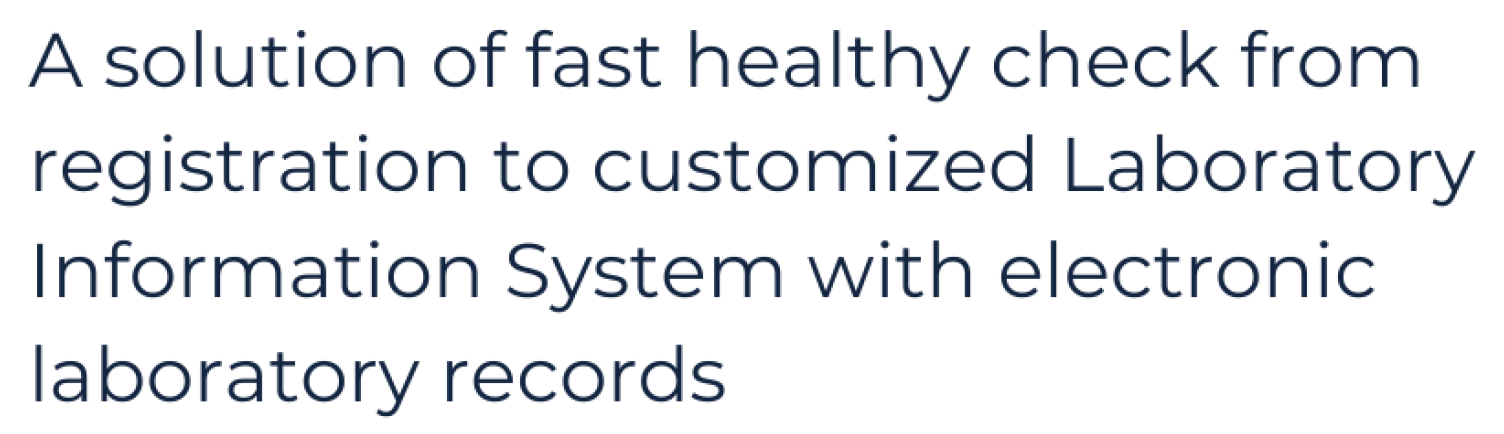 A solution of fast healthy check from
registration to customized Laboratory
Information System with electronic
laboratory records